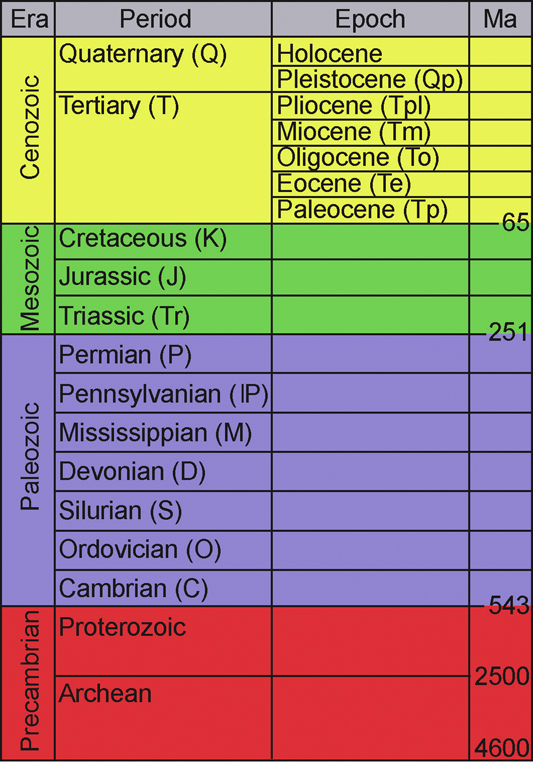 Era Period Epoch Ma
Cenozoic
Quaternary (Q)
Holocene
Pleistocene (Qp)
Tertiary (T)
Pliocene (Tpl)
Miocene (Tm)
Oligocene (To)
Eocene (Te)
Paleocene (Tp)
65
Mesozoic
Cretaceous (K)
Jurassic (J)
Triassic (Tr)
251
Paleozoic
Permian (P)
Pennsylvanian (IP)
Mississippian (M)
Devonian (D)
Silurian (S)
Ordovician (O)
Cambrian (C)
543
Precambrian
Proterozoic
2500
Archean
4600